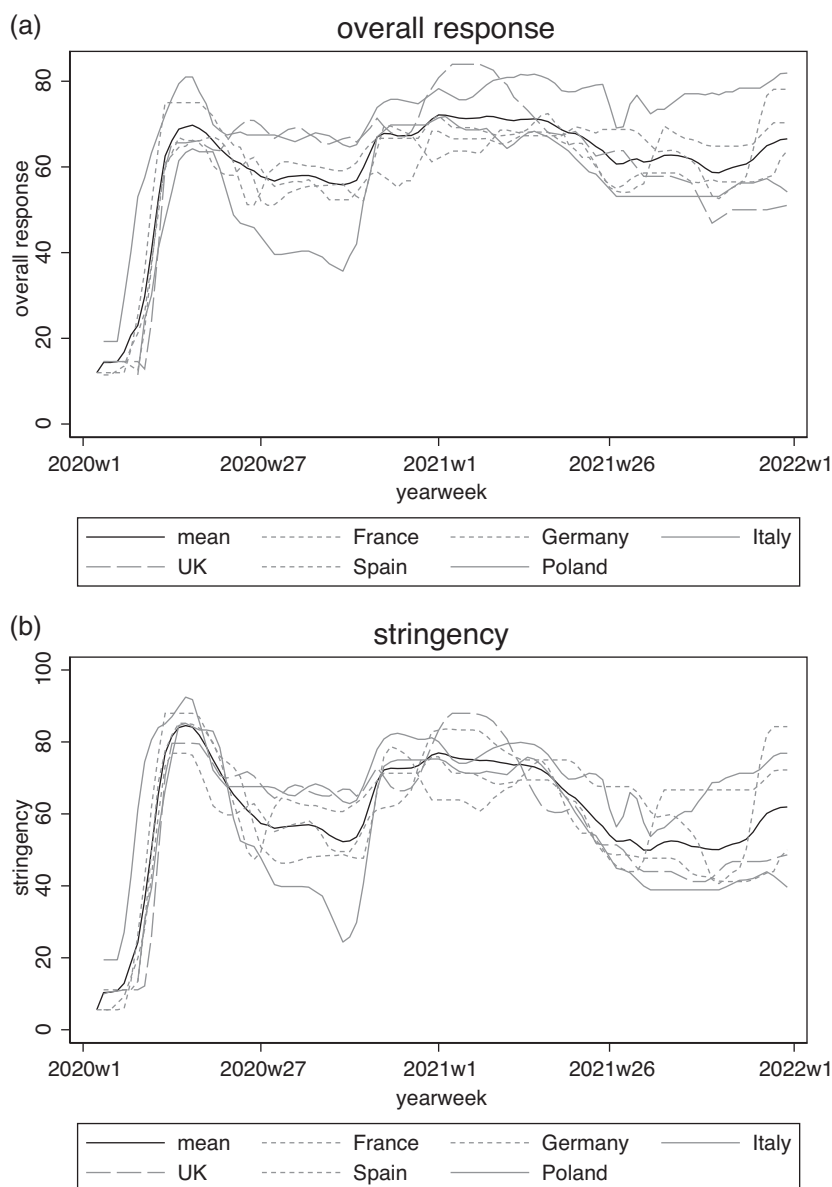 (a)
overall response
80
60
40
20
0
overall response
2020w1 2020w27 2021w1 2021w26 2022w1
yearweek
mean France Germany Italy
UK Spain Poland
(b)
stringency
100
80
60
40
20
0
stringency
2020w1 2020w27 2021w1 2021w26 2022w1
yearweek
mean France Germany Italy
UK Spain Poland